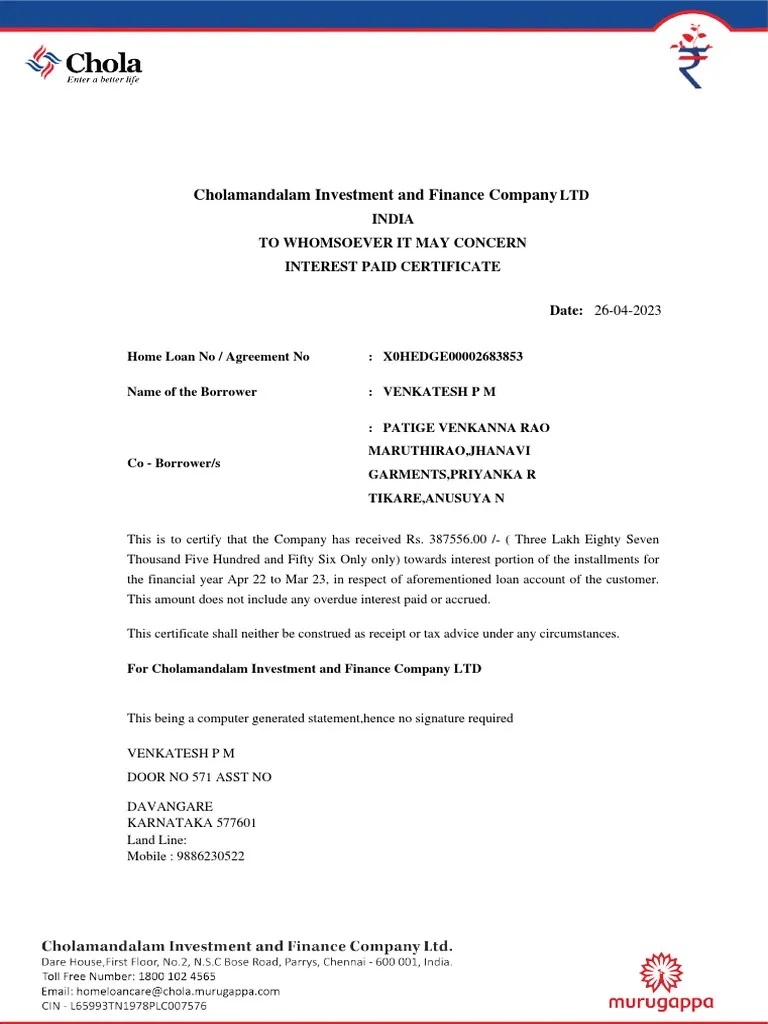 Chola
Enter a better life
₹
Cholamandalam Investment and Finance Company LTD
INDIA
TO WHOMSOEVER IT MAY CONCERN
INTEREST PAID CERTIFICATE
Date: 26-04-2023
Home Loan No / Agreement No : X0HEDGE00002683853
Name of the Borrower : VENKATESH P M
: PATIGE VENKANNA RAO
MARUTHIRAO,JHANAVI
Co - Borrower/s
GARMENTS,PRIYANKA R
TIKARE,ANUSUYA N
This is to certify that the Company has received Rs. 387556.00 /- ( Three Lakh Eighty Seven
Thousand Five Hundred and Fifty Six Only only) towards interest portion of the installments for
the financial year Apr 22 to Mar 23, in respect of aforementioned loan account of the customer.
This amount does not include any overdue interest paid or accrued.
This certificate shall neither be construed as receipt or tax advice under any circumstances.
For Cholamandalam Investment and Finance Company LTD
This being a computer generated statement,hence no signature required
VENKATESH P M
DOOR NO 571 ASST NO
DAVANGARE
KARNATAKA 577601
Land Line:
Mobile : 9886230522
Cholamandalam Investment and Finance Company Ltd.
Dare House,First Floor, No.2, N.S.C Bose Road, Parrys, Chennai - 600 001, India.
Toll Free Number: 1800 102 4565
Email: homeloancare@chola.murugappa.com
CIN - L65993TN1978PLC007576
murugappa